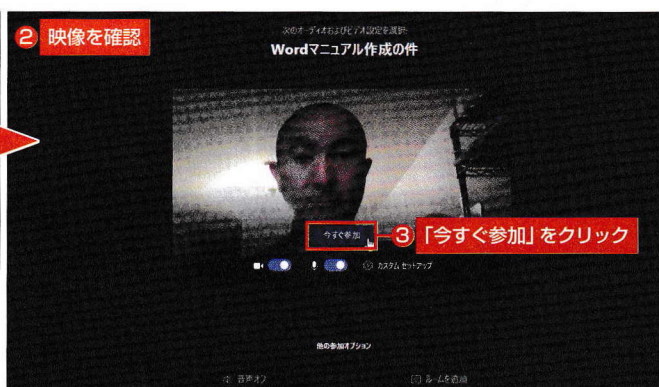 ② 映像を確認
次のオーディオおよびビデオ設定を選択:
Wordマニュアル作成の件
今すぐ参加
③ 「今すぐ参加」をクリック
カスタム セットアップ
他の参加オプション
音声オフ
ルームを追加